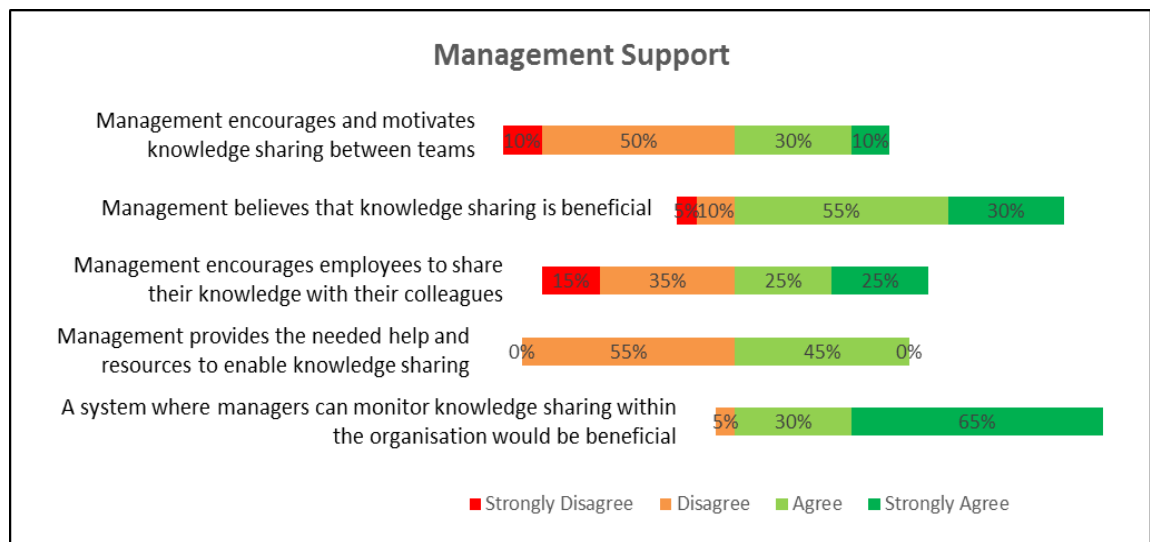 Management Support
Management encourages and motivates
knowledge sharing between teams
10% 50% 30% 10%
Management believes that knowledge sharing is beneficial
5% 10% 55% 30%
Management encourages employees to share
their knowledge with their colleagues
15% 35% 25% 25%
Management provides the needed help and
resources to enable knowledge sharing
0% 55% 45% 0%
A system where managers can monitor knowledge sharing within
the organisation would be beneficial
5% 30% 65%
Strongly Disagree Disagree Agree Strongly Agree